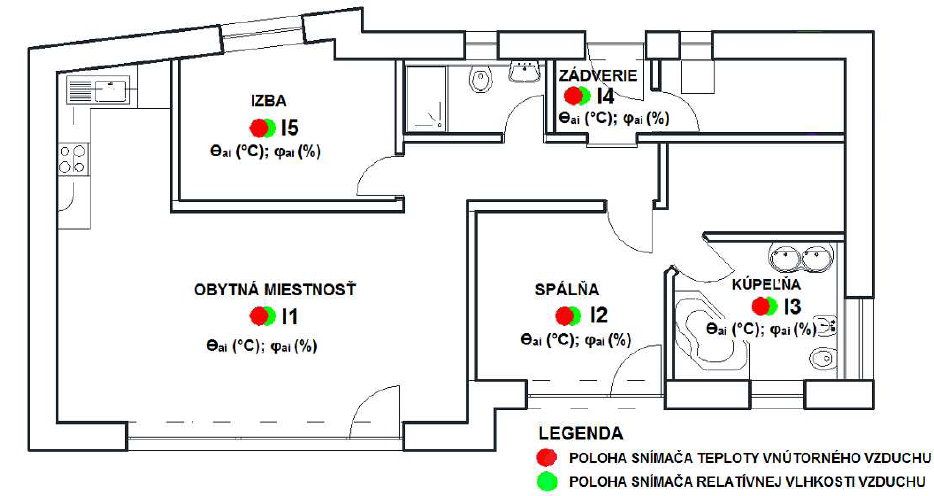 IZBA
I5
ϴai (°C); φai (%)
ZÁDVERIE
I4
ϴai (°C); φai (%)
OBYTNÁ MIESTNOSŤ
I1
ϴai (°C); φai (%)
SPÁLŇA
I2
ϴai (°C); φai (%)
KÚPEĽŇA
I3
ϴai (°C); φai (%)
LEGENDA
POLOHA SNÍMAČA TEPLOTY VNÚTORNÉHO VZDUCHU
POLOHA SNÍMAČA RELATÍVNEJ VLHKOSTI VZDUCHU